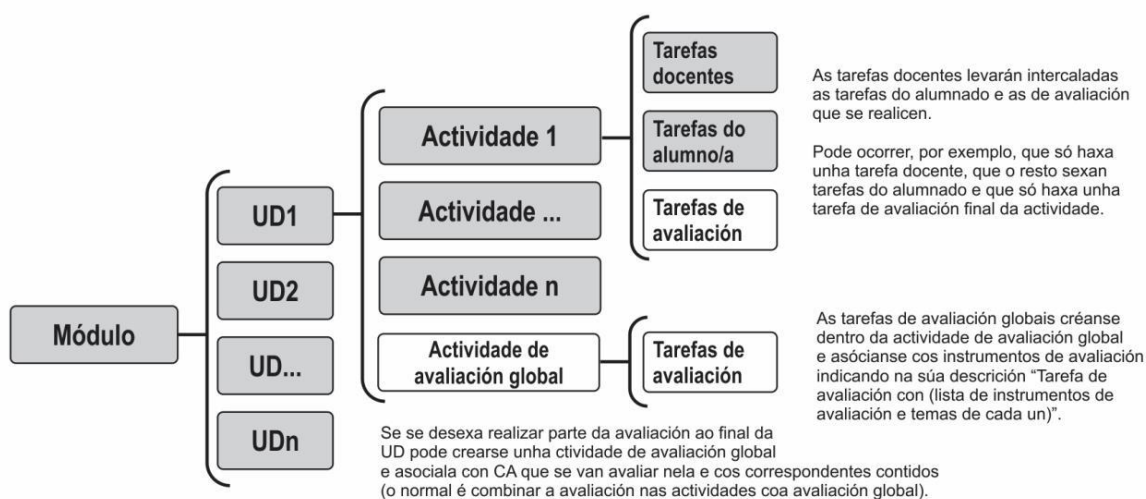 Módulo
UD1
UD2
UD...
UDn
Actividade 1
Actividade ...
Actividade n
Actividade de
avaliación global
Tarefas
docentes
Tarefas do
alumno/a
Tarefas de
avaliación
Tarefas de
avaliación
As tarefas docentes levarán intercaladas
as tarefas do alumnado e as de avaliación
que se realicen.
Pode ocorrer, por exemplo, que só haxa
unha tarefa docente, que o resto sexan
tarefas do alumnado e que só haxa unha
tarefa de avaliación final da actividade.
As tarefas de avaliación globais créanse
dentro da actividade de avaliación global
e asócianse cos instrumentos de avaliación
indicando na súa descrición “Tarefa de
avaliación con (lista de instrumentos de
avaliación e temas de cada un)”.
Se se desexa realizar parte da avaliación ao final da
UD pode crearse unha ctividade de avaliación global
e asociala con CA que se van avaliar nela e cos correspondentes contidos
(o normal é combinar a avaliación nas actividades coa avaliación global).